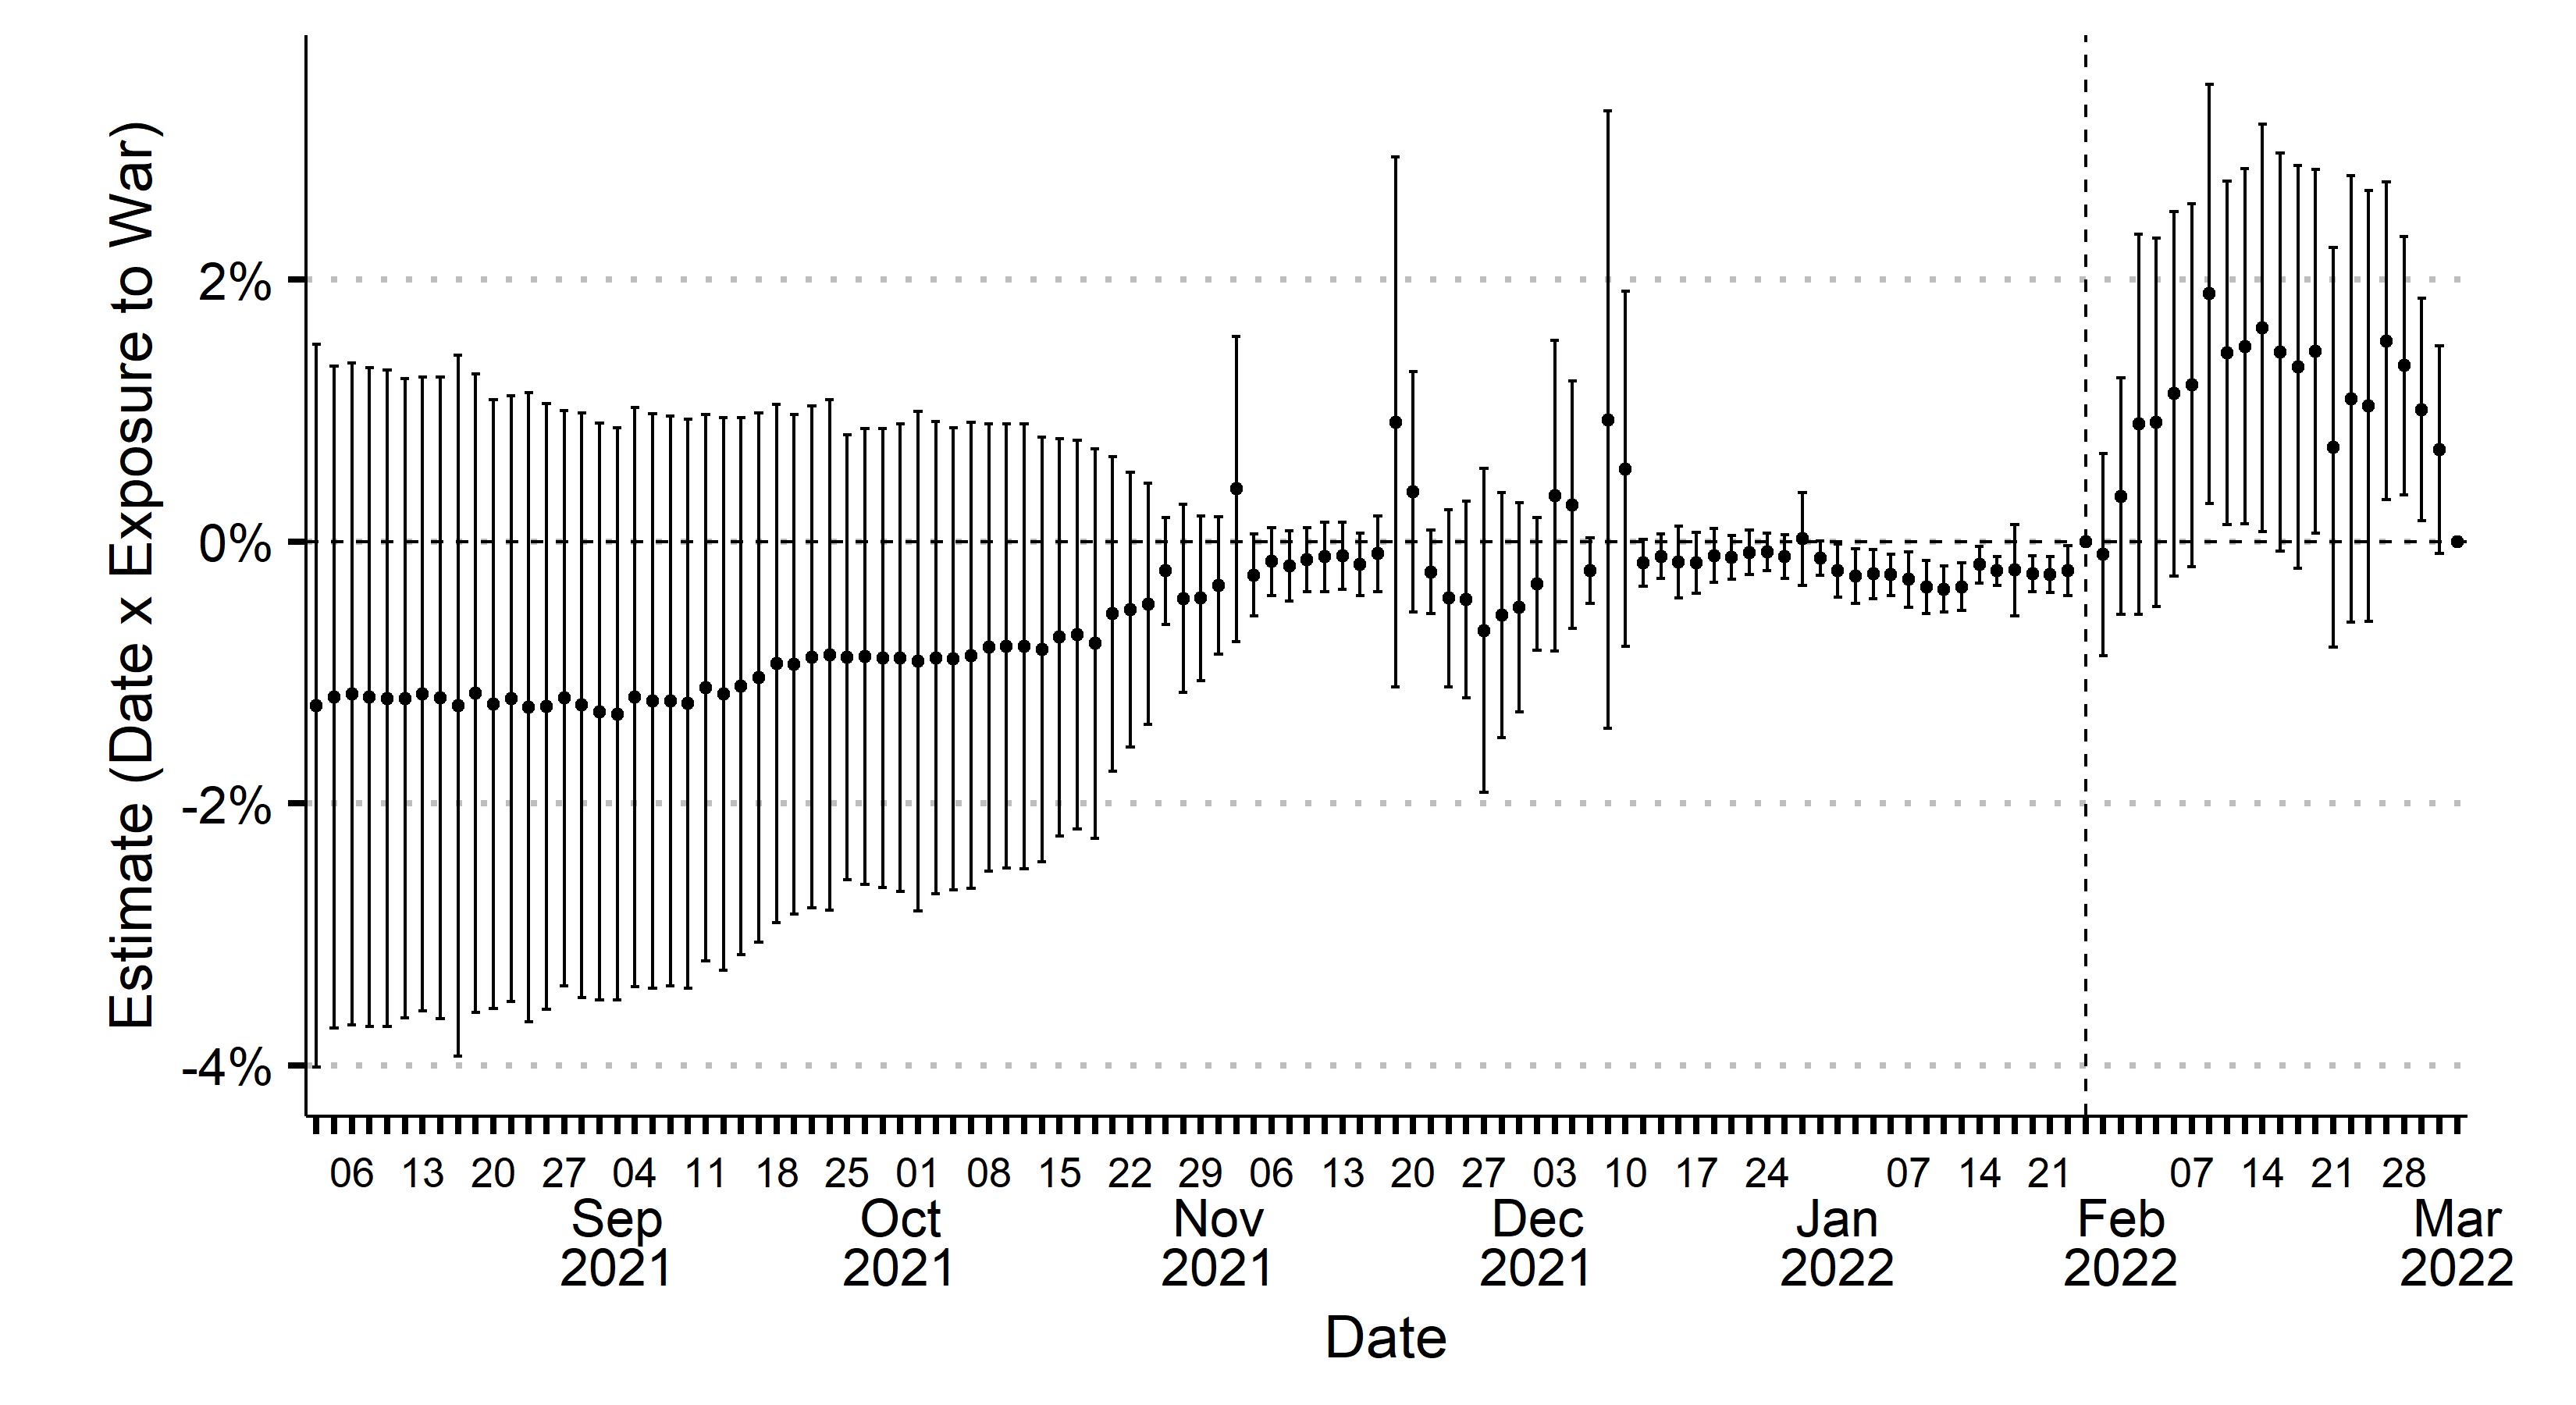 Estimate (Date x Exposure to War)
2%
0%
-2%
-4%
06 13 20 27 04 11 18 25 01 08 15 22 29 06 13 20 27 03 10 17 24 07 14 21 07 14 21 28
Sep Oct Nov Dec Jan Feb Mar
2021 2021 2021 2021 2022 2022 2022
Date